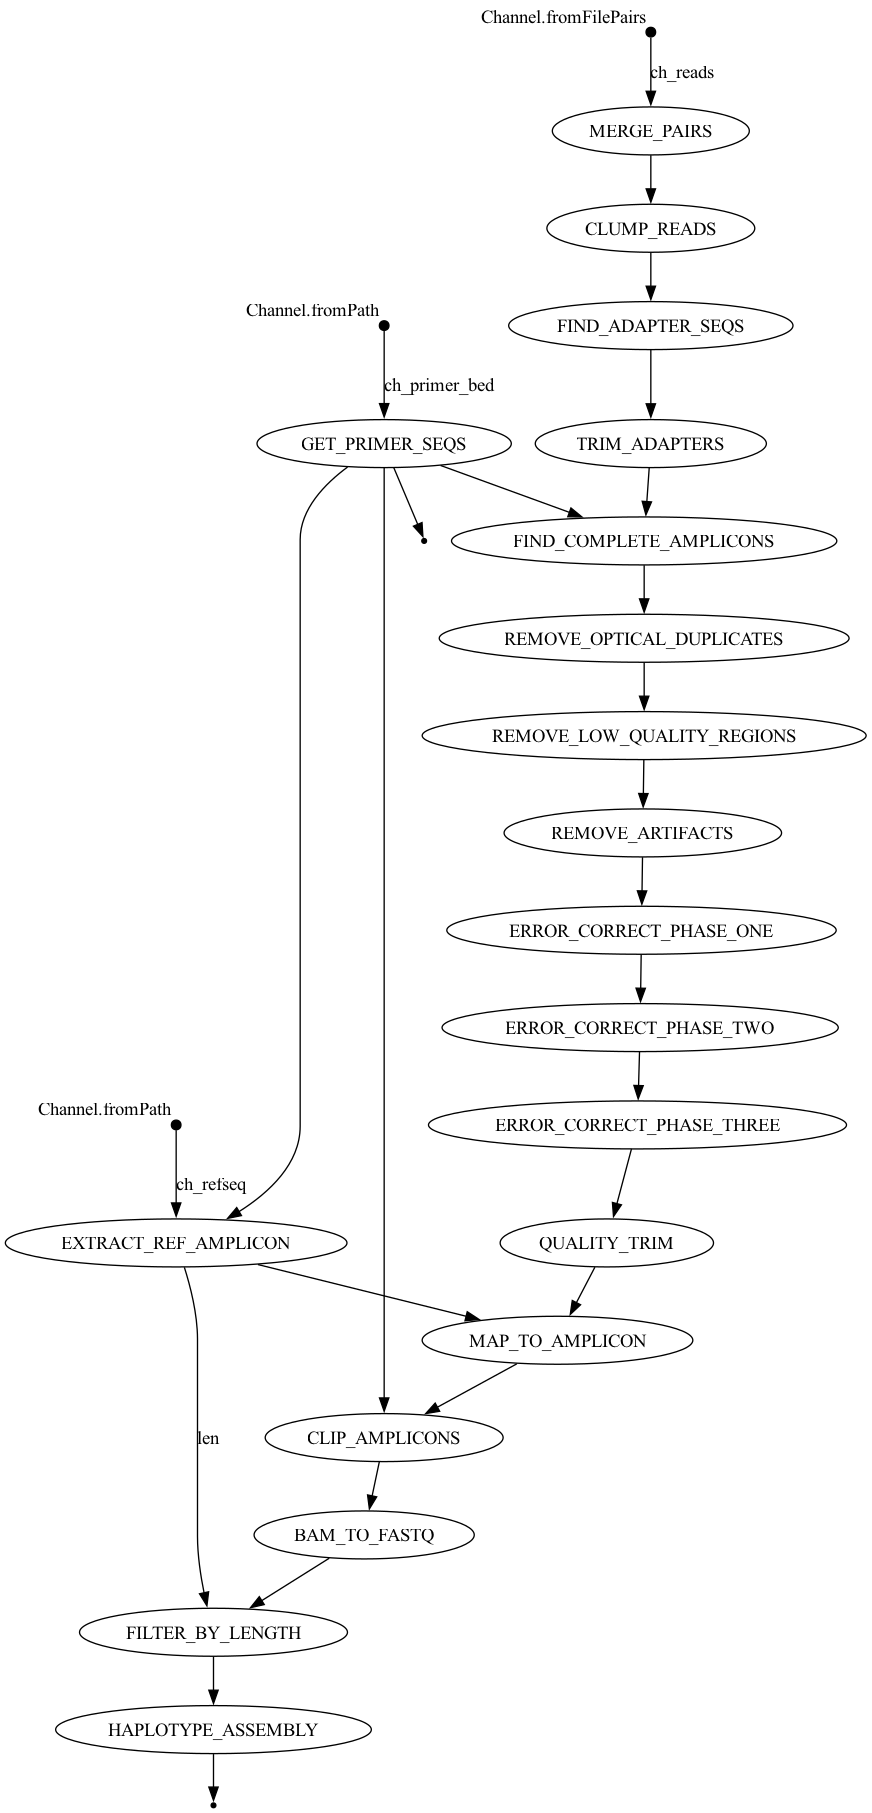 Channel.fromFilePairs
ch_reads
MERGE_PAIRS
CLUMP_READS
Channel.fromPath
FIND_ADAPTER_SEQS
ch_primer_bed
GET_PRIMER_SEQS
TRIM_ADAPTERS
FIND_COMPLETE_AMPLICONS
REMOVE_OPTICAL_DUPLICATES
REMOVE_LOW_QUALITY_REGIONS
REMOVE_ARTIFACTS
ERROR_CORRECT_PHASE_ONE
ERROR_CORRECT_PHASE_TWO
Channel.fromPath
ERROR_CORRECT_PHASE_THREE
ch_refseq
EXTRACT_REF_AMPLICON
QUALITY_TRIM
MAP_TO_AMPLICON
len
CLIP_AMPLICONS
BAM_TO_FASTQ
FILTER_BY_LENGTH
HAPLOTYPE_ASSEMBLY